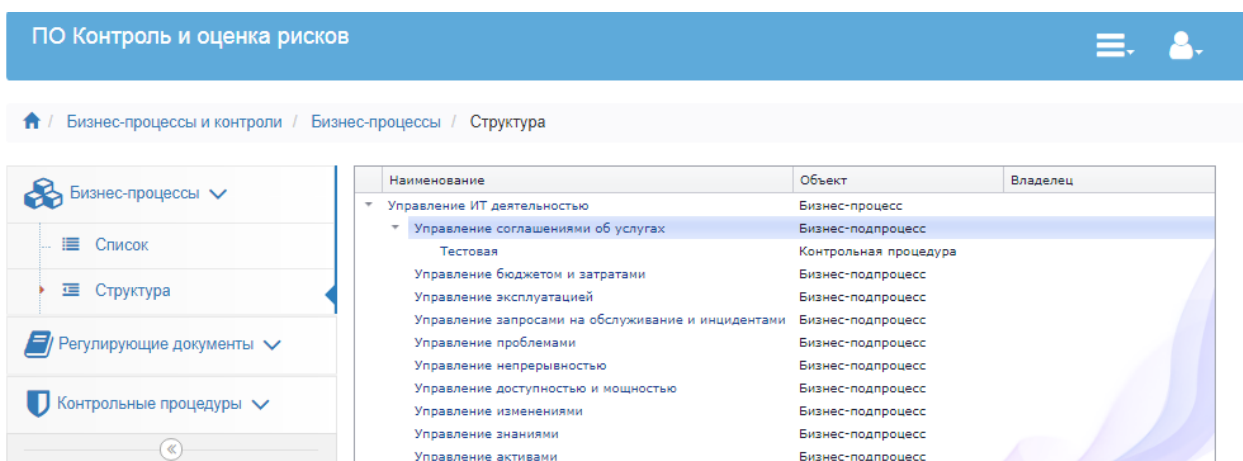 ПО Контроль и оценка рисков
/ Бизнес-процессы и контроли / Бизнес-процессы / Структура
Бизнес-процессы
Список
Структура
Регулирующие документы
Контрольные процедуры
Наименование Объект Владелец
Управление ИТ деятельностью Бизнес-процесс
Управление соглашениями об услугах Бизнес-подпроцесс
Тестовая Контрольная процедура
Управление бюджетом и затратами Бизнес-подпроцесс
Управление эксплуатацией Бизнес-подпроцесс
Управление запросами на обслуживание и инцидентами Бизнес-подпроцесс
Управление проблемами Бизнес-подпроцесс
Управление непрерывностью Бизнес-подпроцесс
Управление доступностью и мощностью Бизнес-подпроцесс
Управление изменениями Бизнес-подпроцесс
Управление знаниями Бизнес-подпроцесс
Управление активами Бизнес-подпроцесс